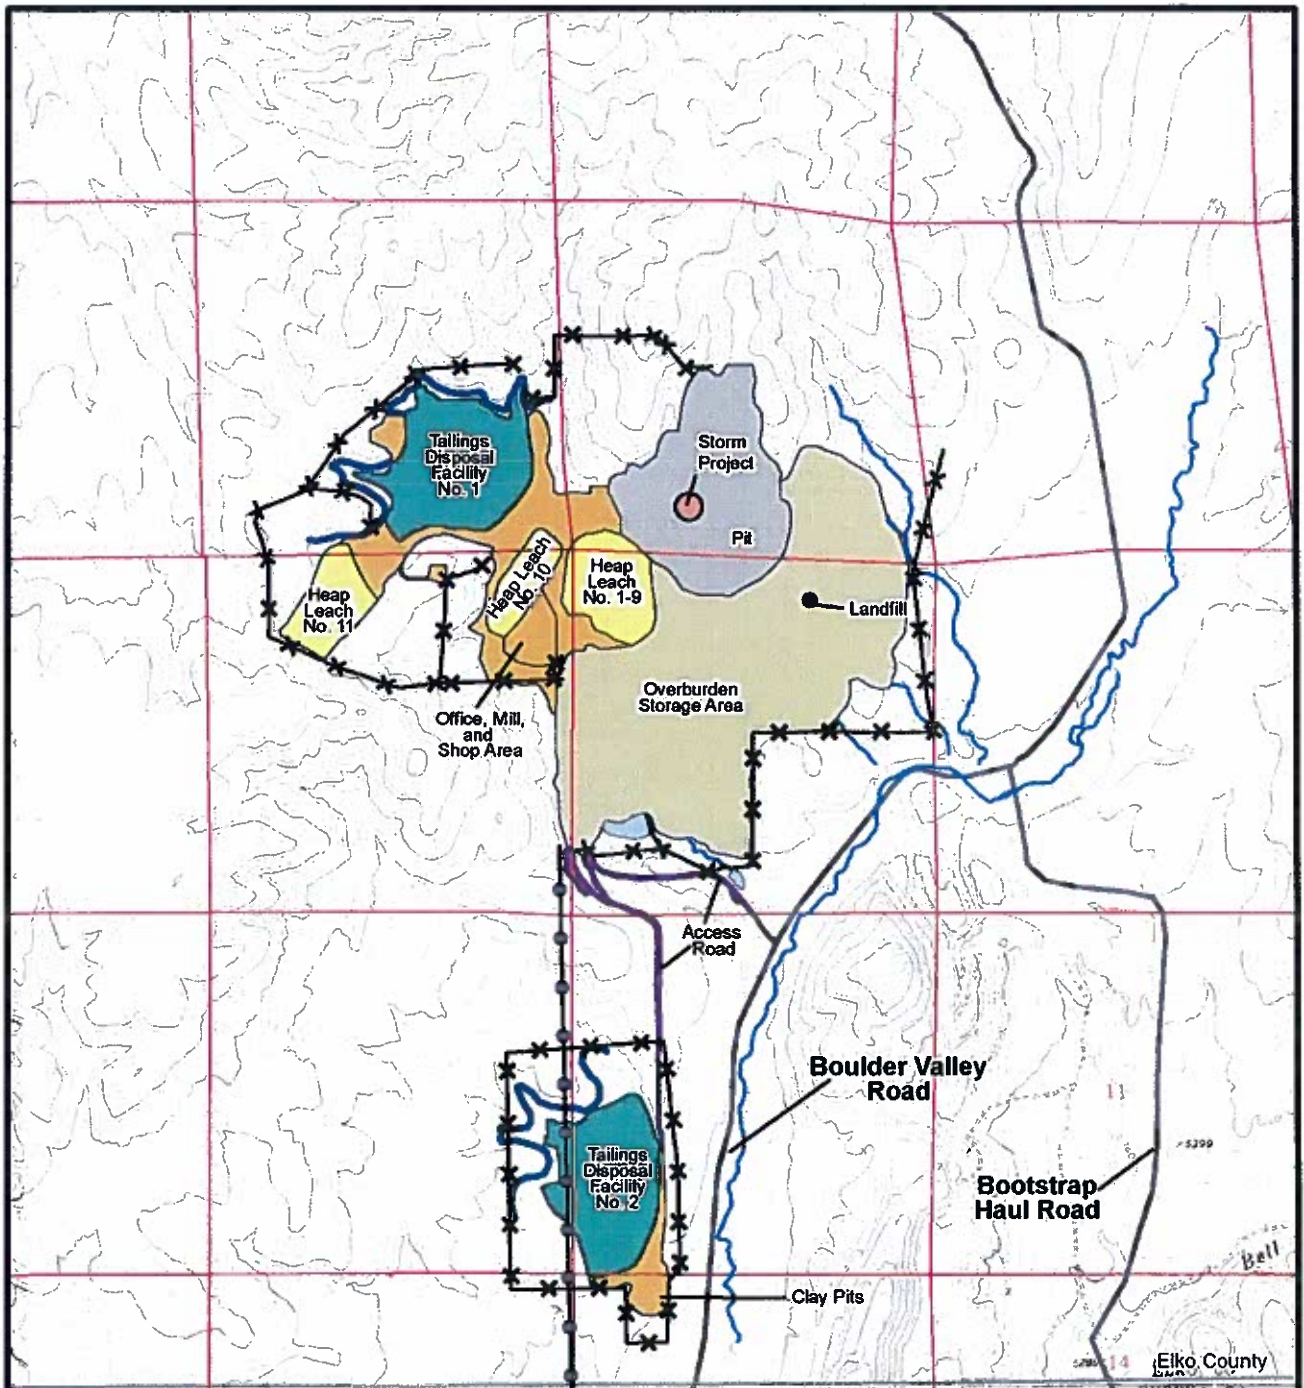 Tailings
Disposal
Facility
No. 1
Storm
Project
Pit
Heap Leach
No. 10
Heap
Leach
No. 1-9
Heap
Leach
No. 11
Landfill
Overburden
Storage Area
Office, Mill,
and
Shop Area
Access
Road
Boulder Valley
Road
11
5399
Tailings
Disposal
Facility
No. 2
Bootstrap
Haul Road
Bell
Clay Pits
14
Elko County